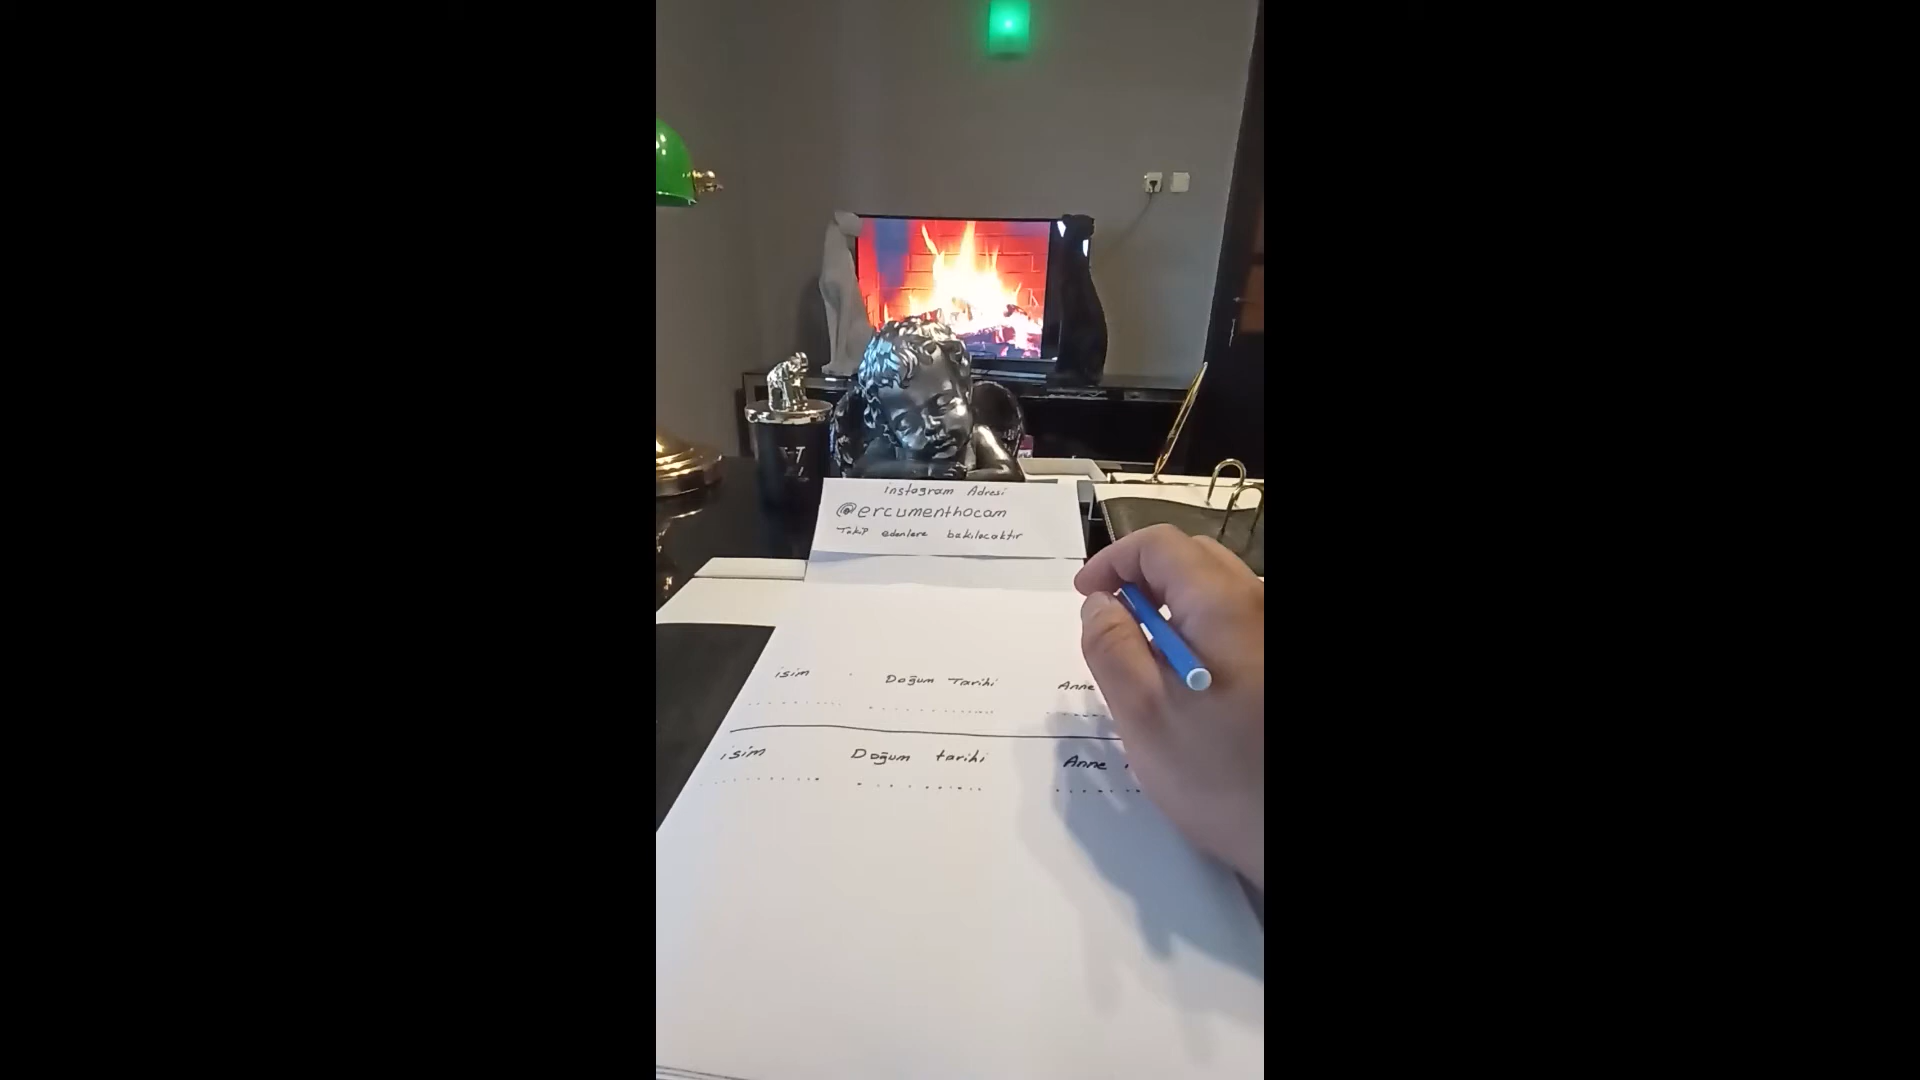 instagram Adresi
@ercumenthocam
Takip edenlere bakılacaktır
isim Doğum Tarihi Anne
isim Doğum tarihi Anne